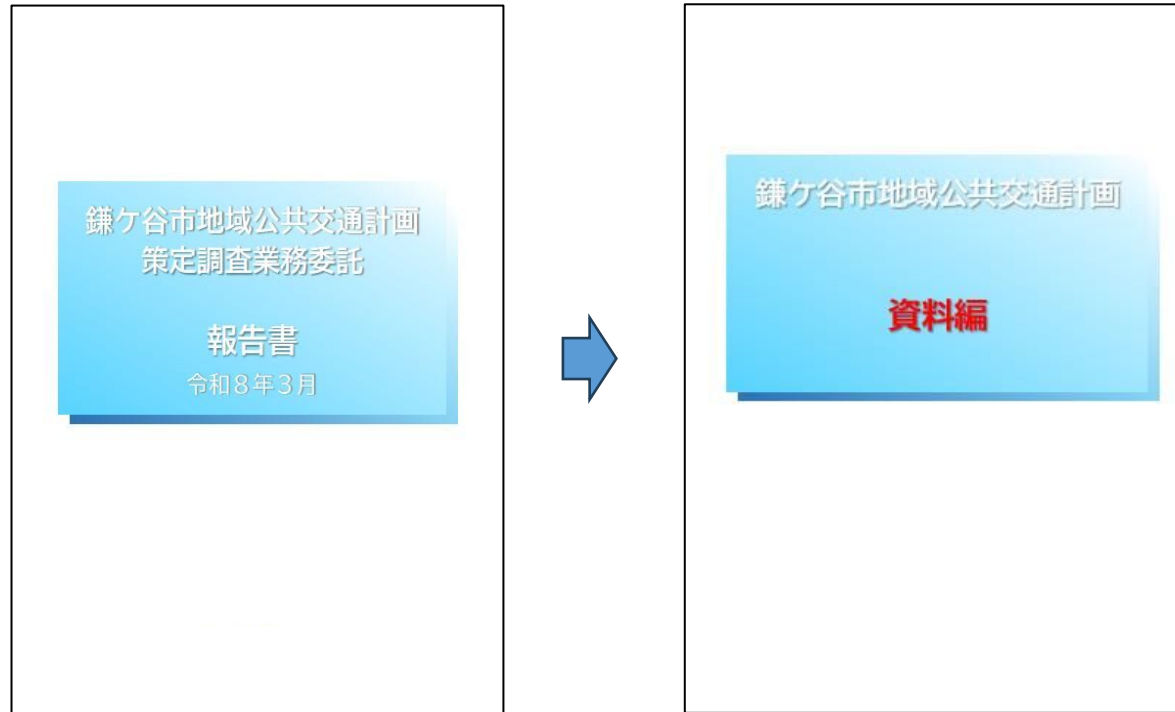 鎌ケ谷市地域公共交通計画
策定調査業務委託
報告書
令和８年３月
鎌ケ谷市地域公共交通計画
資料編